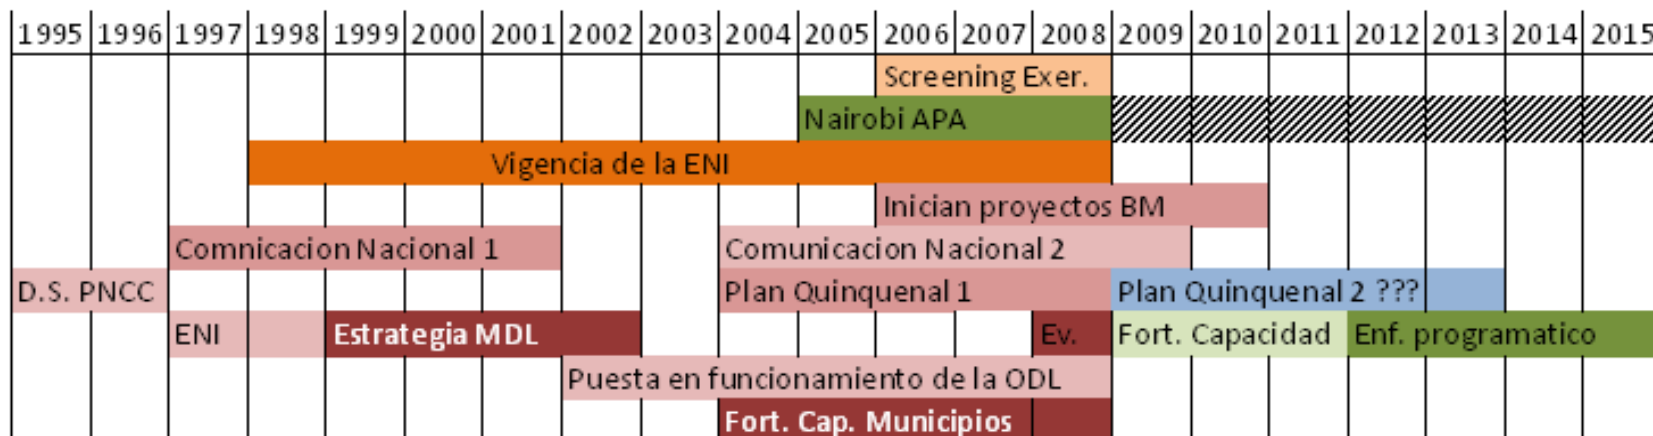 1995 1996 1997 1998 1999 2000 2001 2002 2003 2004 2005 2006 2007 2008 2009 2010 2011 2012 2013 2014 2015
Screening Exer.
Nairobi APA
Vigencia de la ENI
Inician proyectos BM
Comnicacion Nacional 1 Comunicacion Nacional 2
D.S. PNCC Plan Quinquenal 1 Plan Quinquenal 2 ???
ENI Estrategia MDL Ev. Fort. Capacidad Enf. programatico
Puesta en funcionamiento de la ODL
Fort. Cap. Municipios